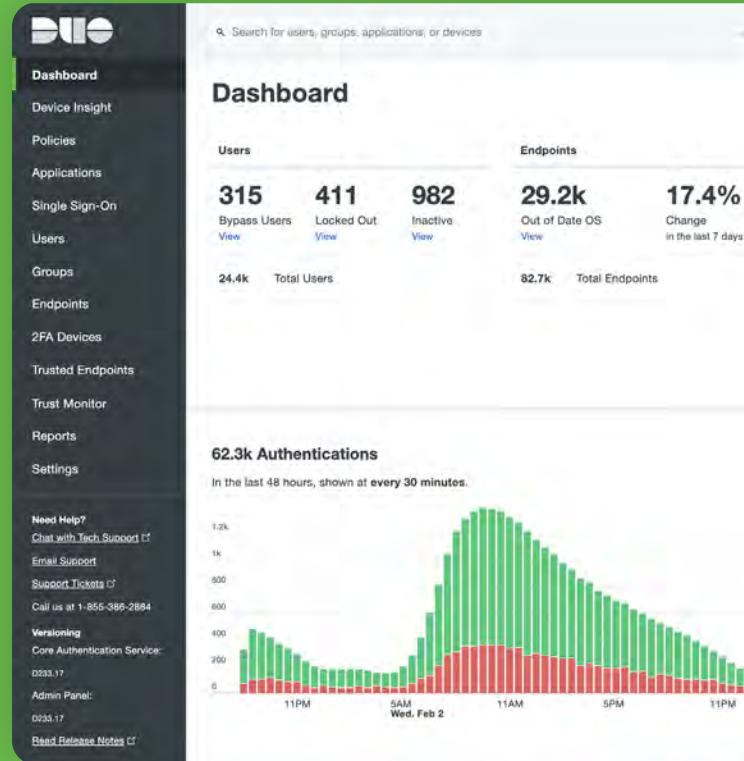 DUO
Dashboard
Device Insight
Policies
Applications
Single Sign-On
Users
Groups
Endpoints
2FA Devices
Trusted Endpoints
Trust Monitor
Reports
Settings
Need Help?
Chat with Tech Support
Email Support
Support Tickets
Call us at 1-855-386-2884
Versioning
Core Authentication Service:
D233.17
Admin Panel:
D233.17
Read Release Notes
Search for users, groups, applications, or devices
Dashboard
Users
315 411 982
Bypass Users Locked Out Inactive
View View View
24.4k Total Users
Endpoints
29.2k 17.4%
Out of Date OS Change
View in the last 7 days
82.7k Total Endpoints
62.3k Authentications
In the last 48 hours, shown at every 30 minutes.
1.2k
1k
800
600
400
200
0
11PM 5AM 11AM 5PM 11PM
Wed. Feb 2